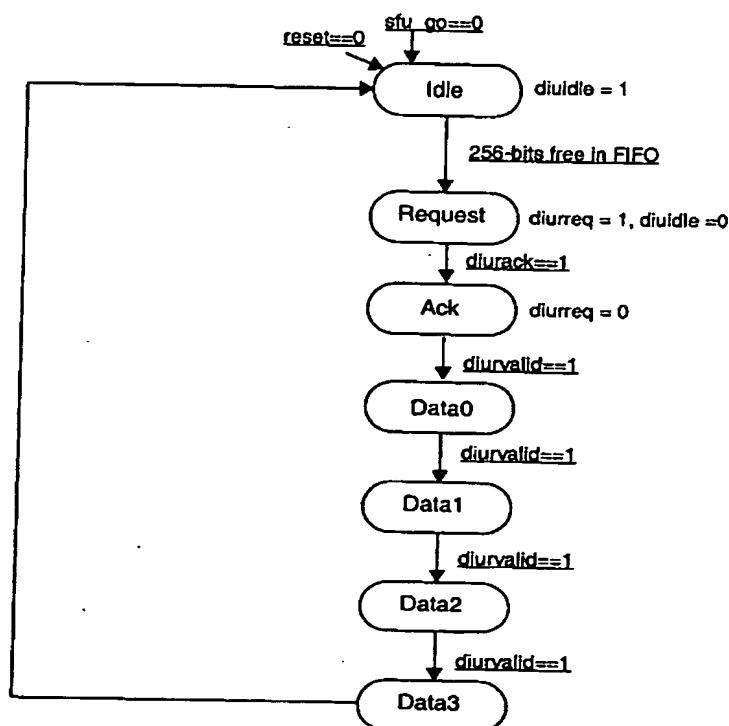 sfu_go==0
reset==0
Idle
diuidle = 1
256-bits free in FIFO
Request
diurreq = 1, diuidle =0
diurack==1
Ack
diurreq = 0
diurvalid==1
Data0
diurvalid==1
Data1
diurvalid==1
Data2
diurvalid==1
Data3